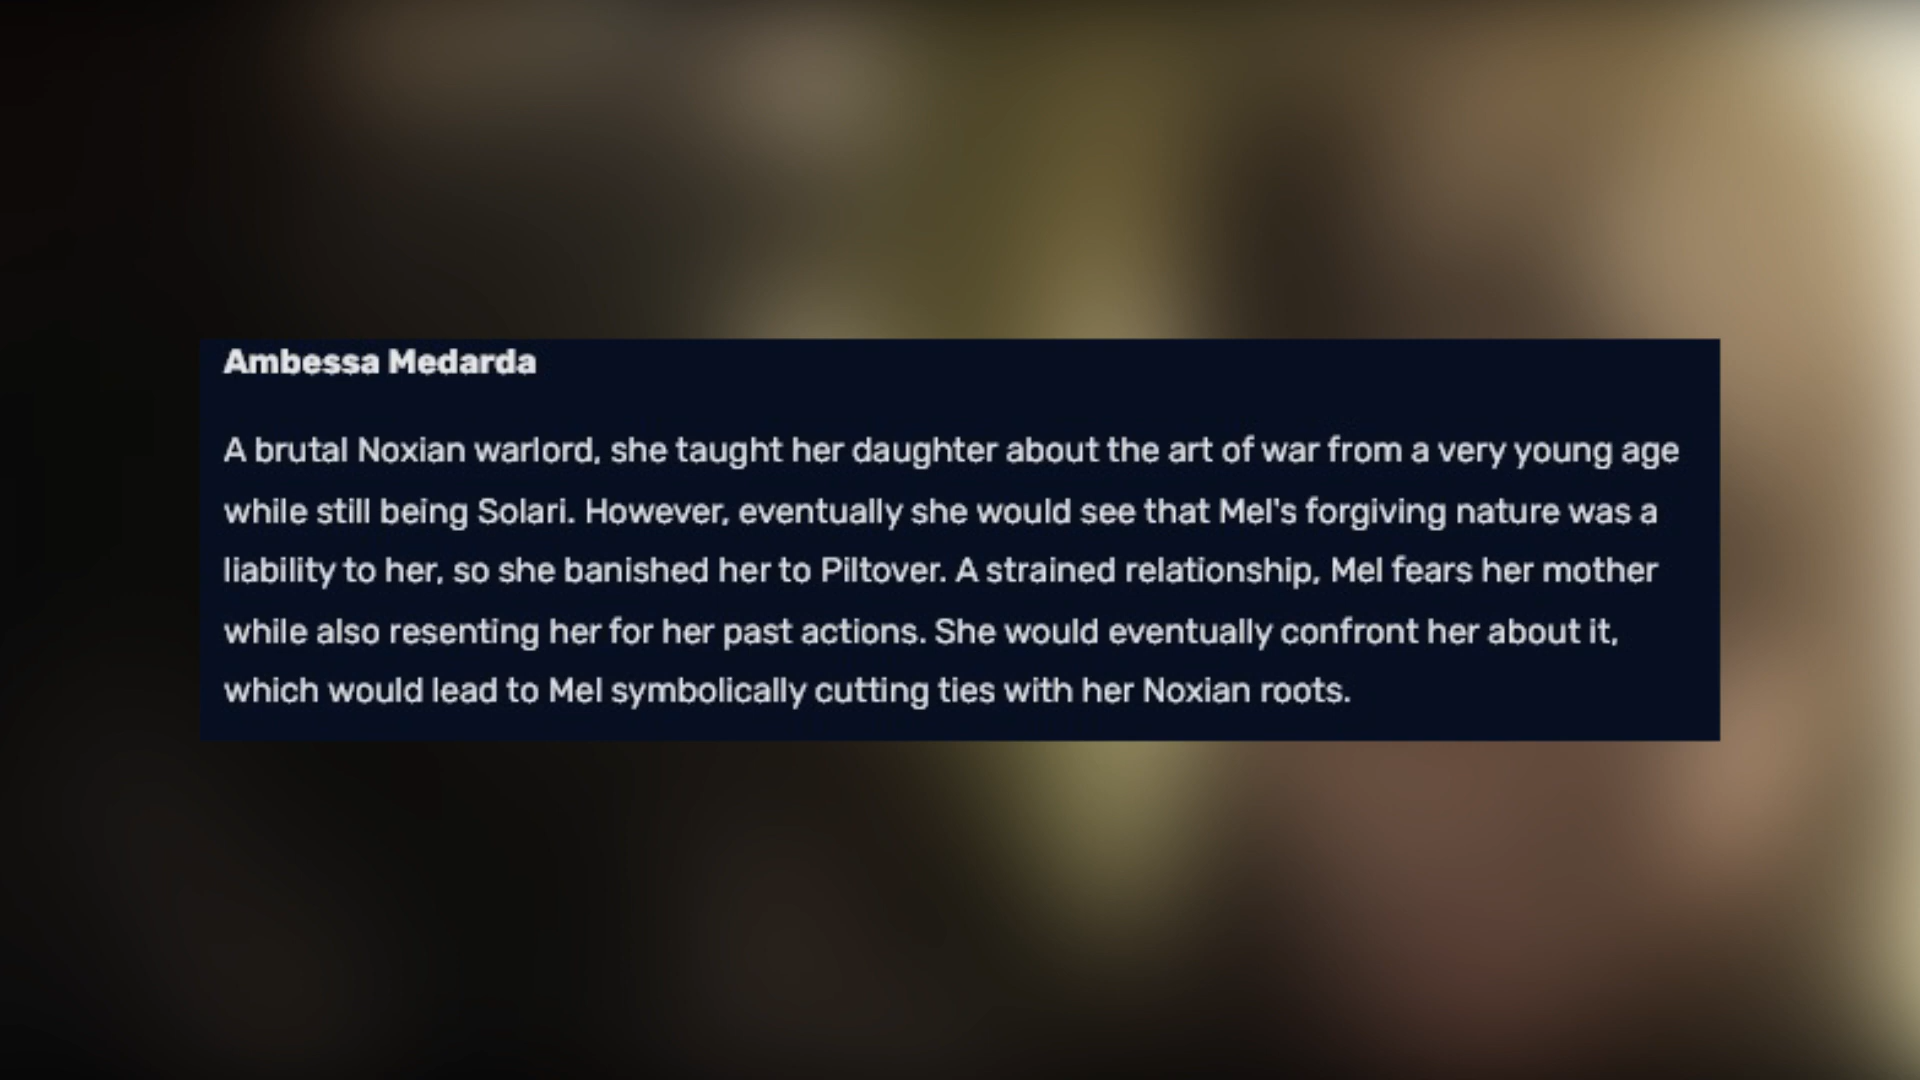 Ambessa Medarda
A brutal Noxian warlord, she taught her daughter about the art of war from a very young age
while still being Solari. However, eventually she would see that Mel's forgiving nature was a
liability to her, so she banished her to Piltover. A strained relationship, Mel fears her mother
while also resenting her for her past actions. She would eventually confront her about it,
which would lead to Mel symbolically cutting ties with her Noxian roots.